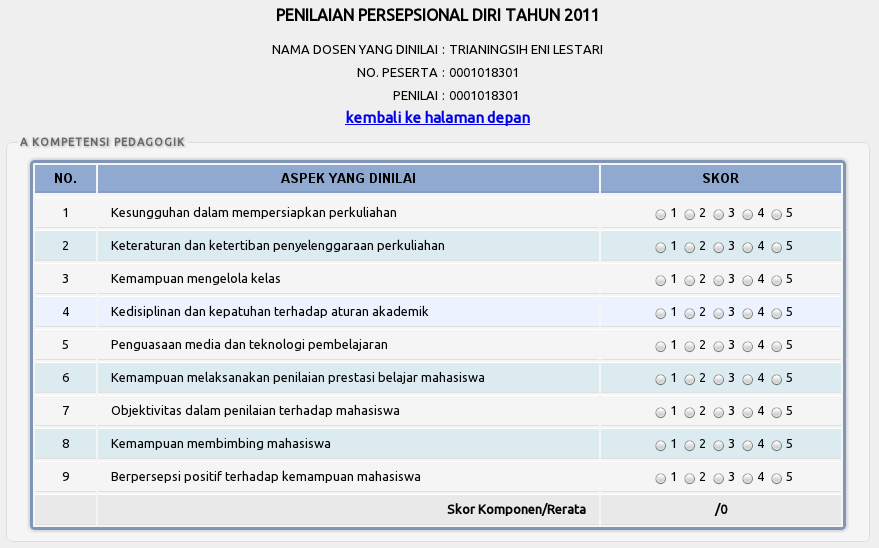 PENILAIAN PERSEPSIONAL DIRI TAHUN 2011
NAMA DOSEN YANG DINILAI : TRIANINGSIH ENI LESTARI
NO. PESERTA : 0001018301
PENILAI : 0001018301
kembali ke halaman depan
A KOMPETENSI PEDAGOGIK
NO. ASPEK YANG DINILAI SKOR
1 Kesungguhan dalam mempersiapkan perkuliahan 1 2 3 4 5
2 Keteraturan dan ketertiban penyelenggaraan perkuliahan 1 2 3 4 5
3 Kemampuan mengelola kelas 1 2 3 4 5
4 Kedisiplinan dan kepatuhan terhadap aturan akademik 1 2 3 4 5
5 Penguasaan media dan teknologi pembelajaran 1 2 3 4 5
6 Kemampuan melaksanakan penilaian prestasi belajar mahasiswa 1 2 3 4 5
7 Objektivitas dalam penilaian terhadap mahasiswa 1 2 3 4 5
8 Kemampuan membimbing mahasiswa 1 2 3 4 5
9 Berpersepsi positif terhadap kemampuan mahasiswa 1 2 3 4 5
Skor Komponen/Rerata /0